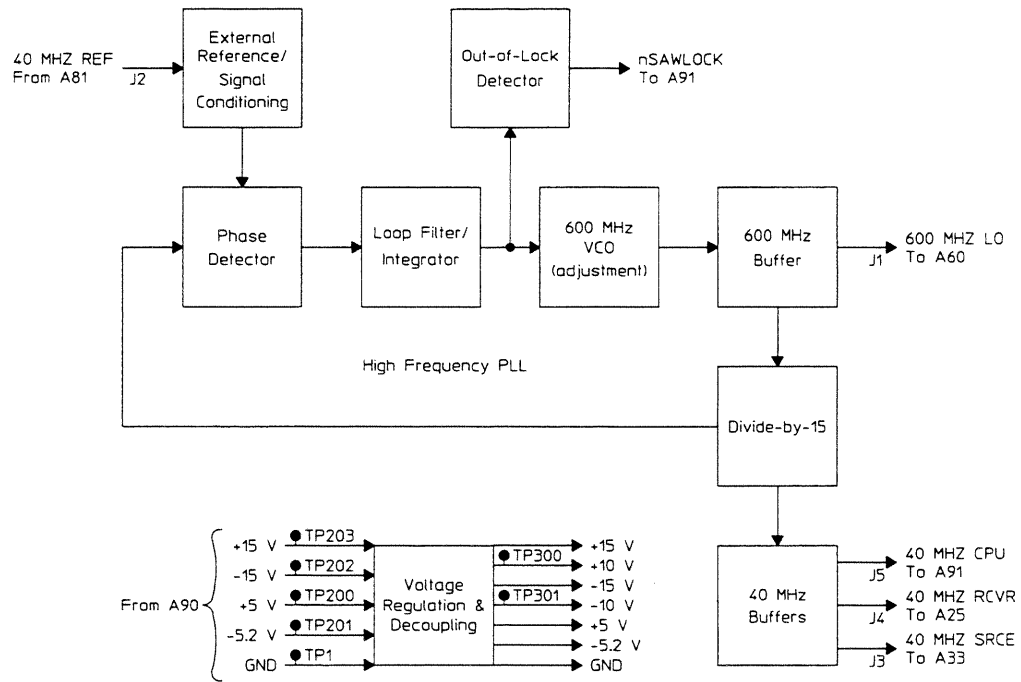 40 MHZ REF
From A81
J2
External
Reference/
Signal
Conditioning
Out-of-Lock
Detector
nSAWLOCK
To A91
Phase
Detector
Loop Filter/
Integrator
600 MHz
VCO
(adjustment)
600 MHz
Buffer
J1
600 MHZ LO
To A60
High Frequency PLL
Divide-by-15
40 MHz
Buffers
J5
40 MHZ CPU
To A91
J4
40 MHZ RCVR
To A25
J3
40 MHZ SRCE
To A33
From A90
+15 V
TP203
-15 V
TP202
+5 V
TP200
-5.2 V
TP201
GND
TP1
Voltage
Regulation &
Decoupling
+15 V
TP300
+10 V
-15 V
TP301
-10 V
+5 V
-5.2 V
GND